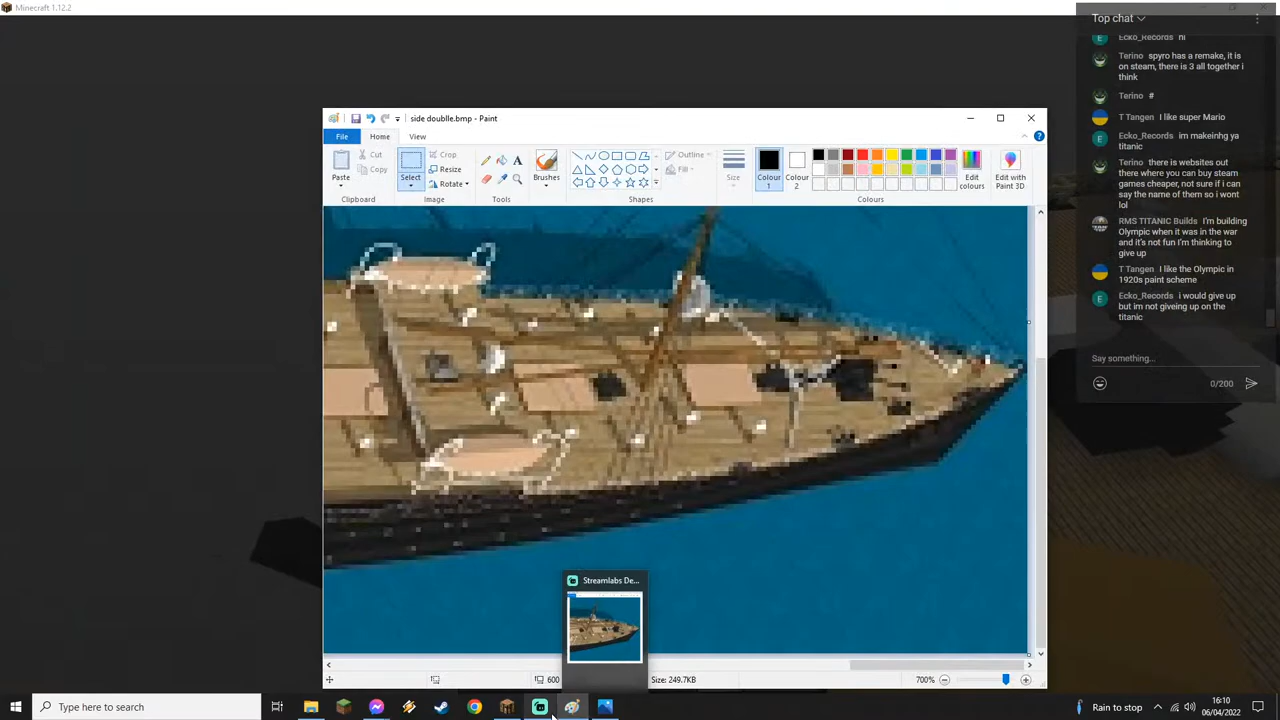 Minecraft 1.12.2
Top chat
Ecko_Records hi
Terino spyro has a remake, it is
on steam, there is 3 all together i
think
Terino #
T Tangen I like super Mario
Ecko_Records im makeinhg ya
titanic
Terino there is websites out
there where you can buy steam
games cheaper, not sure if i can
say the name of them so i wont
lol
RMS TITANIC Builds I'm building
Olympic when it was in the war
and it's not fun I'm thinking to
give up
T Tangen I like the Olympic in
1920s paint scheme
Ecko_Records i would give up
but im not giveing up on the
titanic
Say something...
0/200
side doublle.bmp - Paint
File Home View
Paste
Cut
Copy
Clipboard
Select
Crop
Resize
Rotate
Image
Tools
Brushes
Shapes
Outline
Fill
Size
Colour
1
Colour
2
Edit
colours
Edit with
Paint 3D
Colours
Streamlabs De...
600
Size: 249.7KB
700%
Type here to search
Rain to stop
16:10
06/04/2022